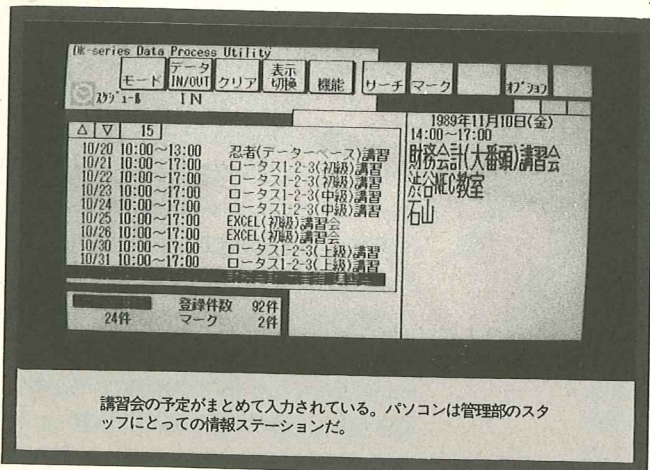 DK-series Data Process Utility
モード データIN/OUT クリア 表示切換 機能 サーチ マーク オプション
スケジュール IN
△ ▽ 15
10/20 10:00～13:00 忍者(データーベース)講習
10/21 10:00～17:00 ロータス1-2-3(初級)講習
10/22 10:00～17:00 ロータス1-2-3(初級)講習
10/23 10:00～17:00 ロータス1-2-3(中級)講習
10/24 10:00～17:00 ロータス1-2-3(中級)講習
10/25 10:00～17:00 EXCEL(初級)講習会
10/26 10:00～17:00 EXCEL(初級)講習会
10/30 10:00～17:00 ロータス1-2-3(上級)講習
10/31 10:00～17:00 ロータス1-2-3(上級)講習
登録件数 92件
24件 マーク 2件
1989年11月10日(金)
14:00～17:00
財務会計(大番頭)講習会
渋谷NEC教室
石山
講習会の予定がまとめて入力されている。パソコンは管理部のスタ
ッフにとっての情報ステーションだ。